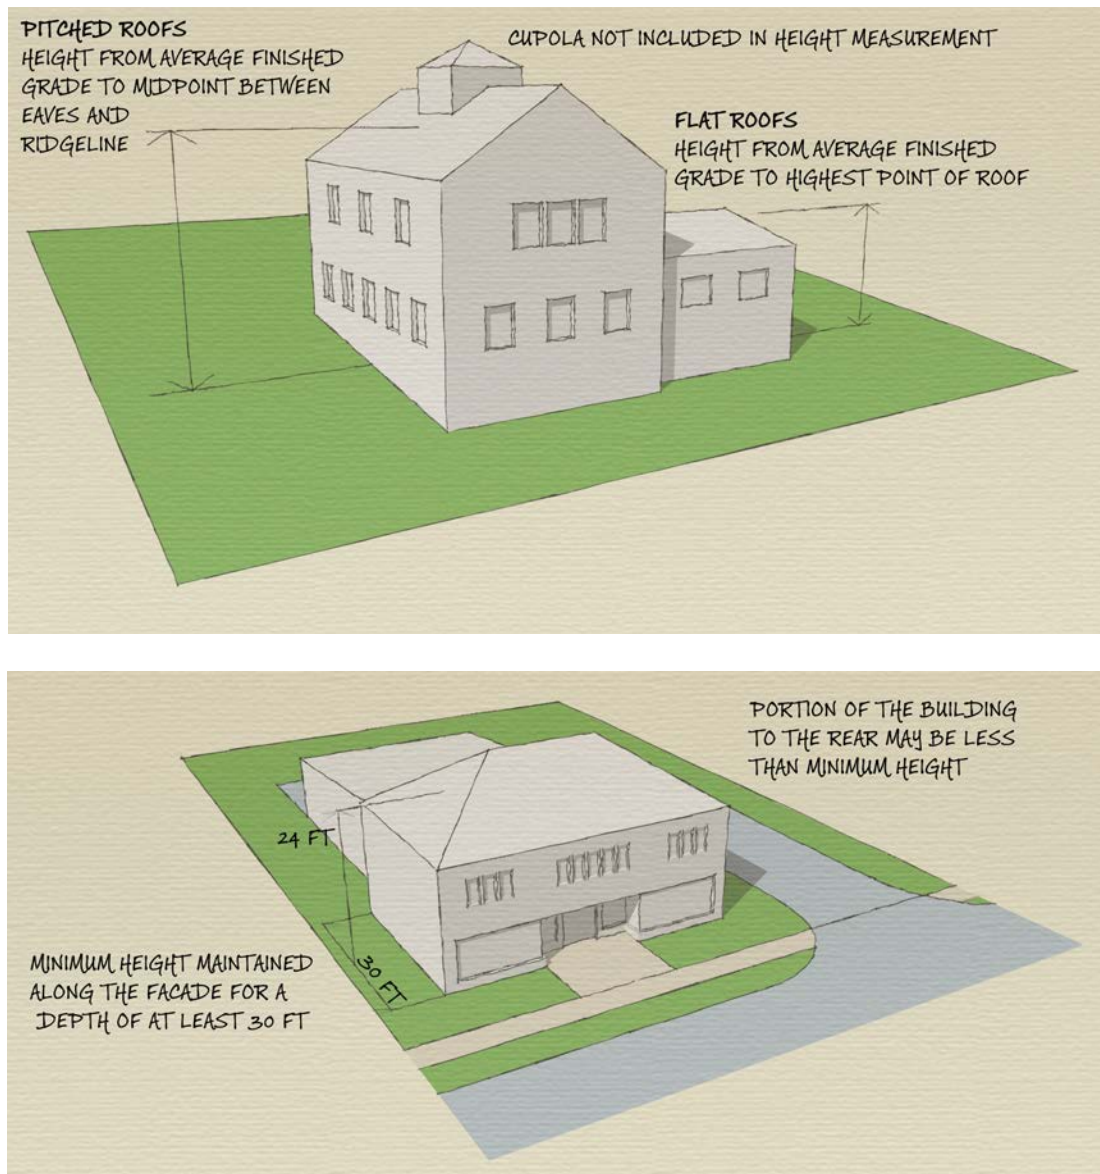 PITCHED ROOFS
HEIGHT FROM AVERAGE FINISHED
GRADE TO MIDPOINT BETWEEN
EAVES AND
RIDGELINE
CUPOLA NOT INCLUDED IN HEIGHT MEASUREMENT
FLAT ROOFS
HEIGHT FROM AVERAGE FINISHED
GRADE TO HIGHEST POINT OF ROOF
PORTION OF THE BUILDING
TO THE REAR MAY BE LESS
THAN MINIMUM HEIGHT
24 FT
30 FT
MINIMUM HEIGHT MAINTAINED
ALONG THE FACADE FOR A
DEPTH OF AT LEAST 30 FT